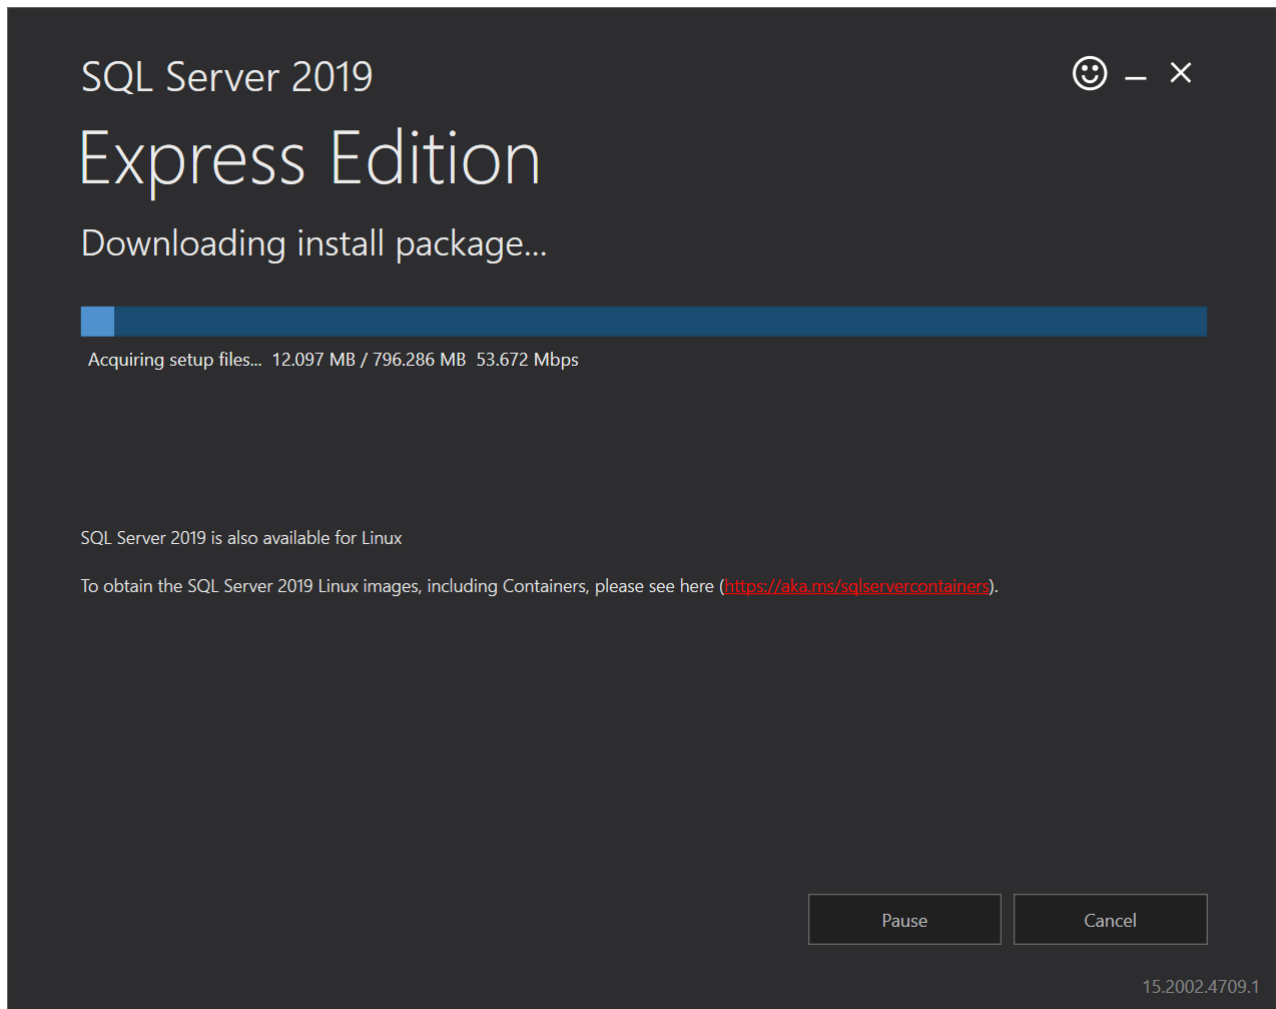 SQL Server 2019
Express Edition
Downloading install package...
Acquiring setup files... 12.097 MB / 796.286 MB 53.672 Mbps
SQL Server 2019 is also available for Linux
To obtain the SQL Server 2019 Linux images, including Containers, please see here (https://aka.ms/sqlservercontainers).
Pause
Cancel
15.2002.4709.1